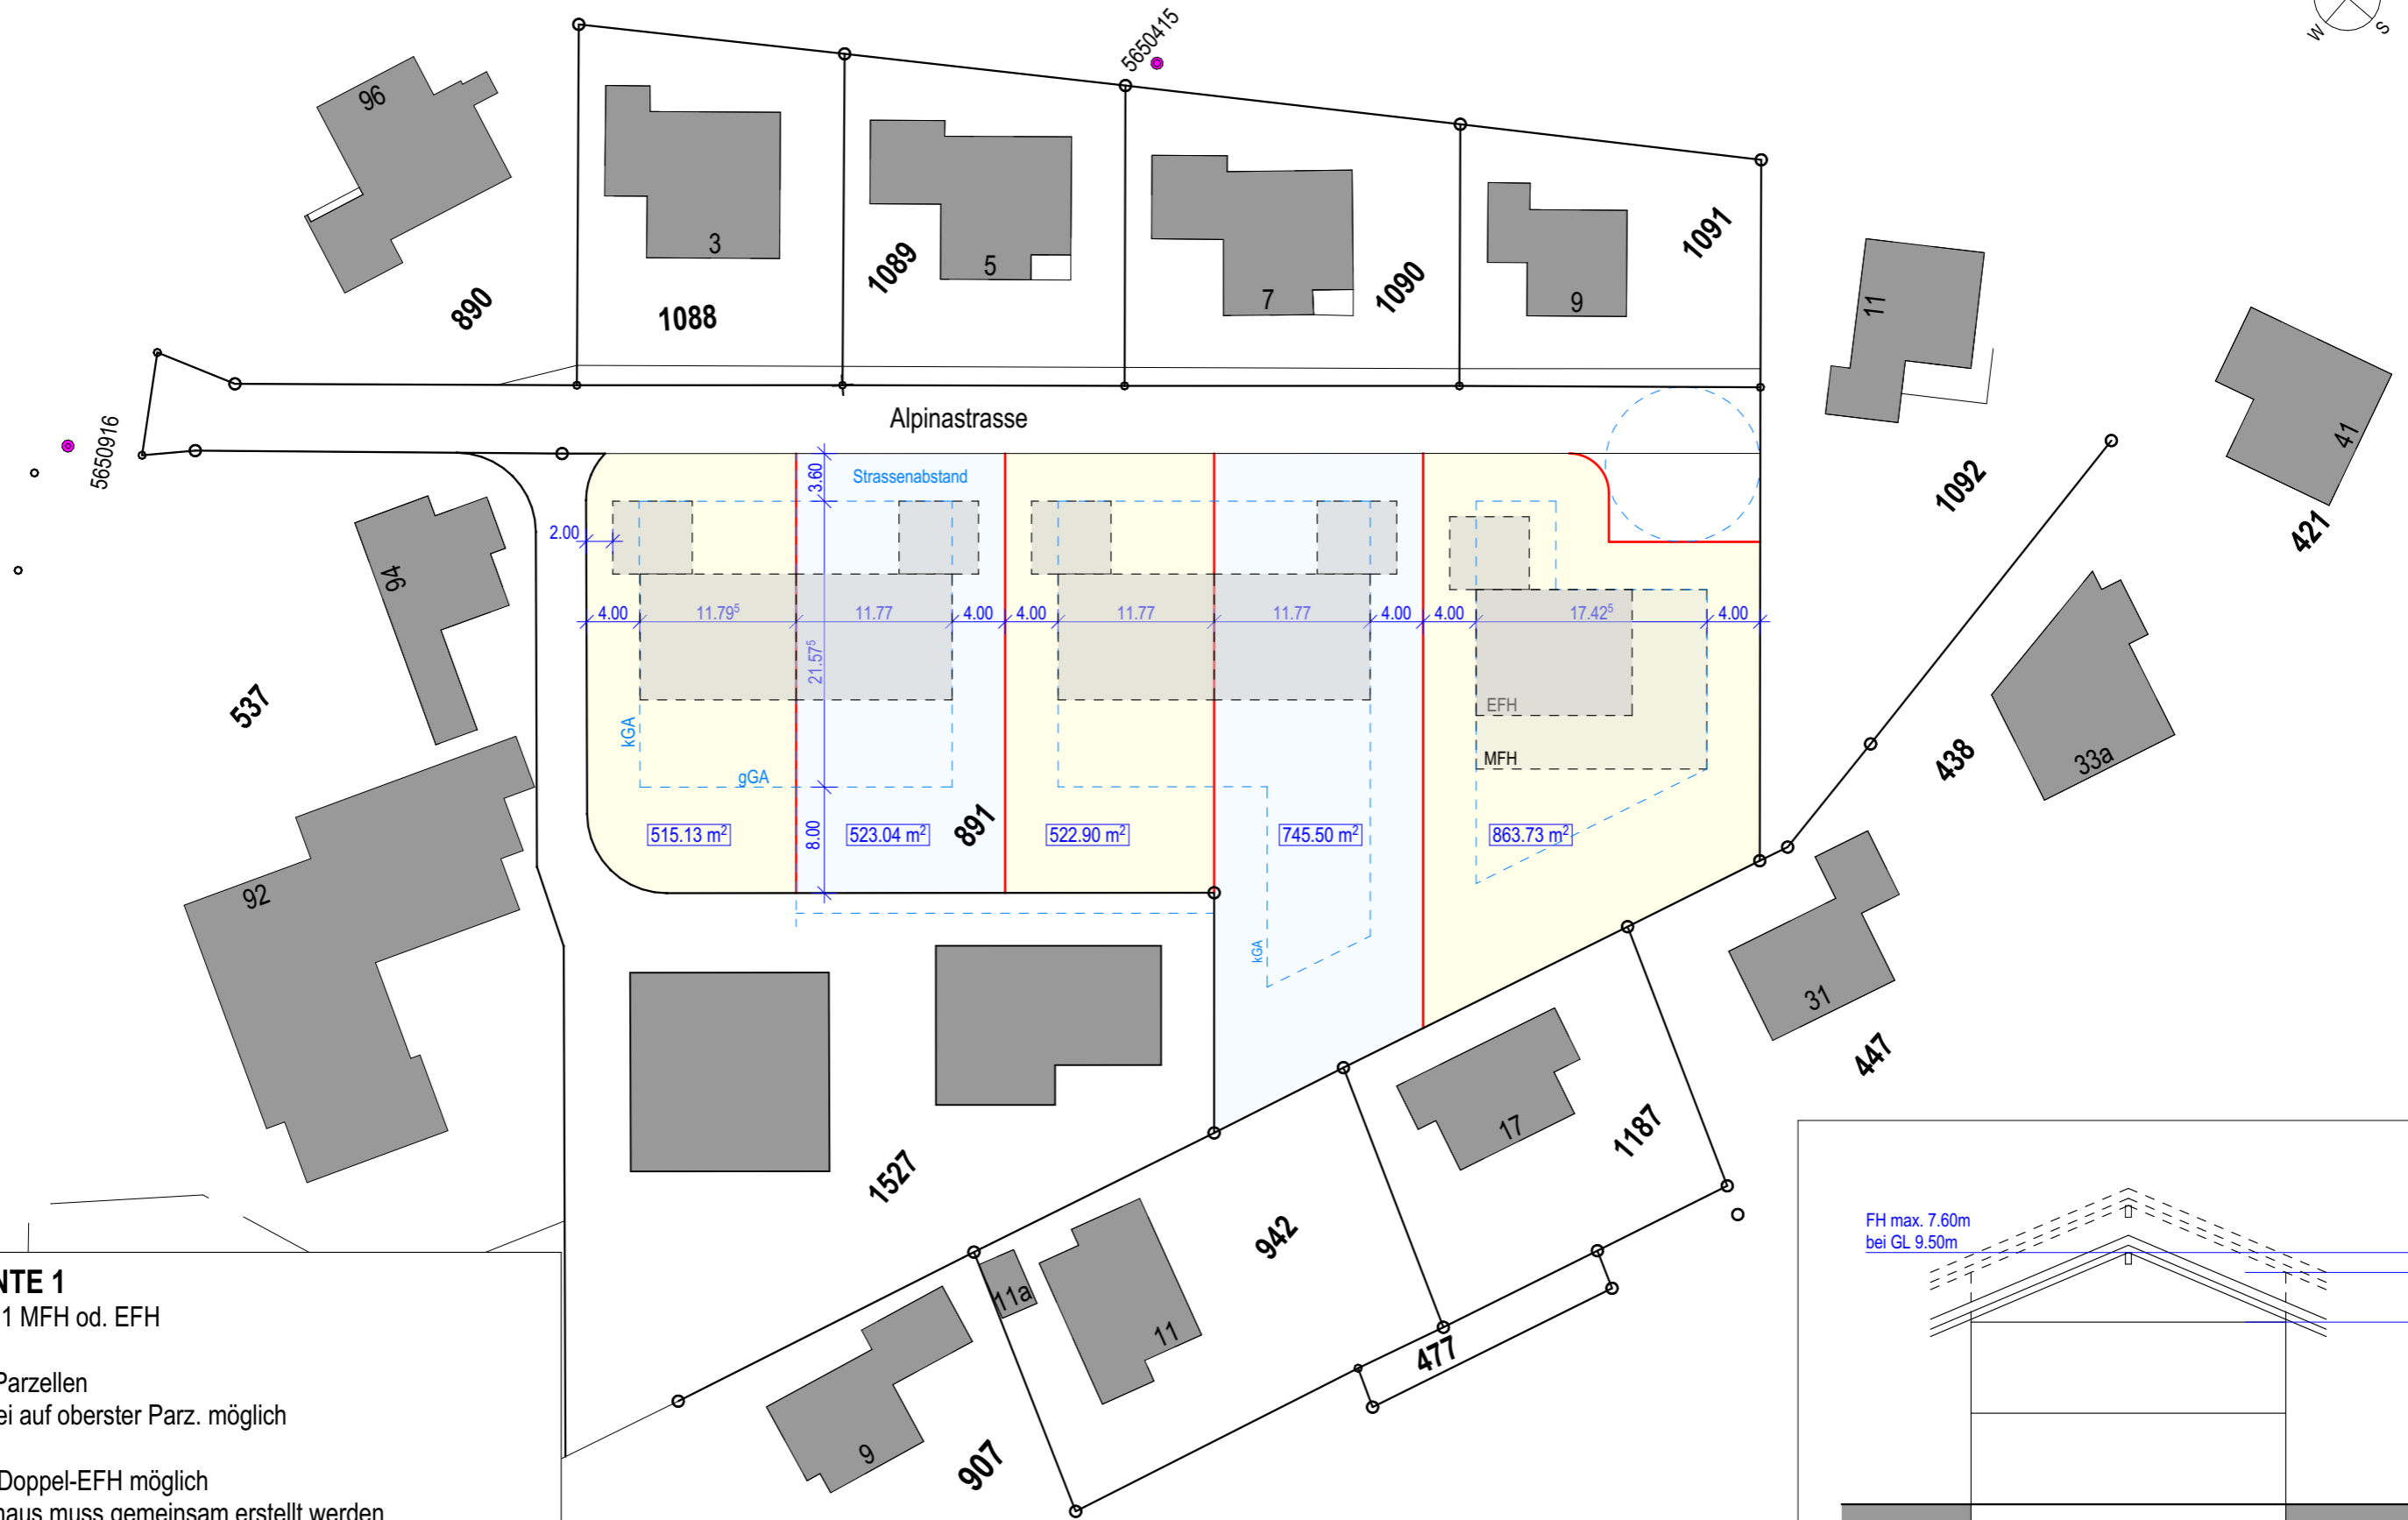 W
S
5650415
96
3
5
7
9
11
41
890
1088
1089
1090
1091
1092
421
5650916
Alpinastrasse
Strassenabstand
3.60
2.00
94
4.00
11.79⁵
11.77
4.00
4.00
11.77
11.77
4.00
4.00
17.42⁵
4.00
21.57⁵
537
kGA
gGA
EFH
MFH
438
33a
515.13 m²
523.04 m²
522.90 m²
745.50 m²
863.73 m²
8.00
891
92
kGA
31
447
17
1187
1527
942
11a
11
477
9
907
NTE 1
1 MFH od. EFH
Parzellen
ei auf oberster Parz. möglich
Doppel-EFH möglich
haus muss gemeinsam erstellt werden
FH max. 7.60m
bei GL 9.50m